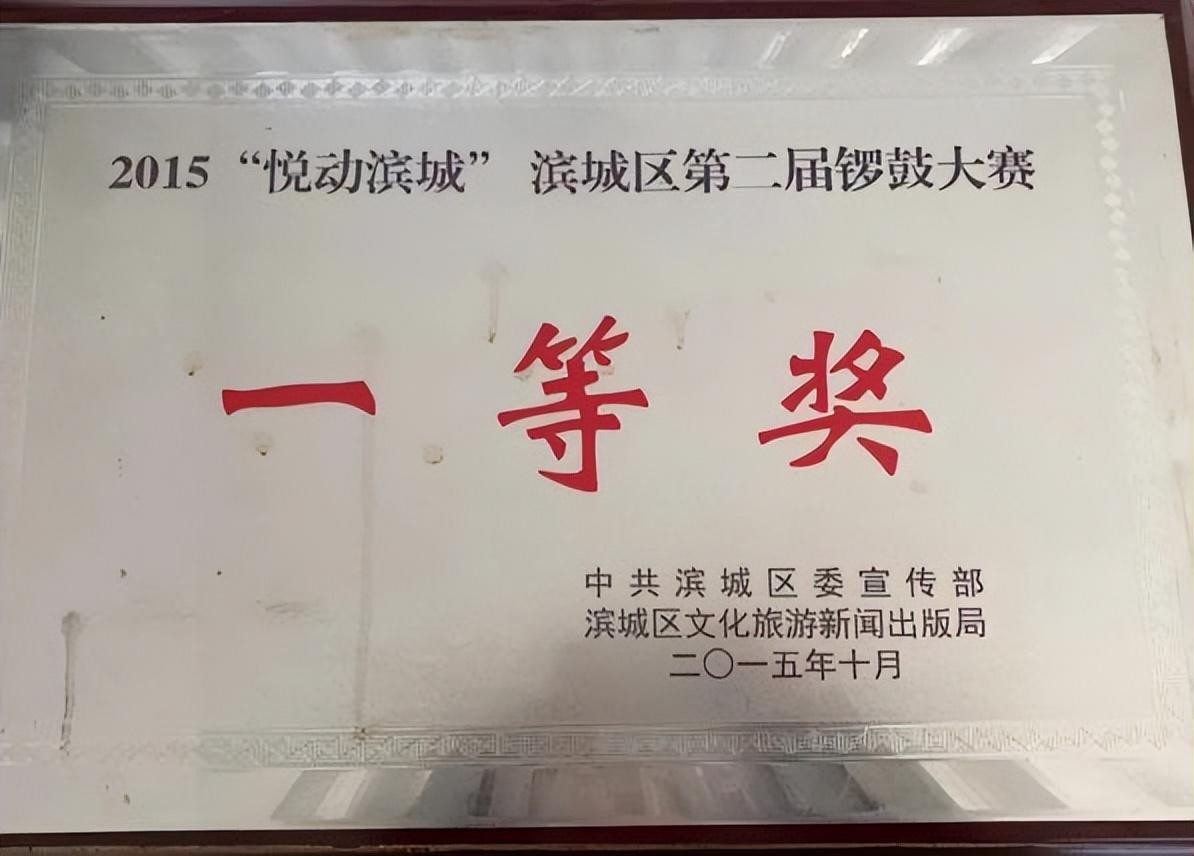 2015“悦动滨城” 滨城区第二届锣鼓大赛
一等奖
中共滨城区委宣传部
滨城区文化旅游新闻出版局
二〇一五年十月